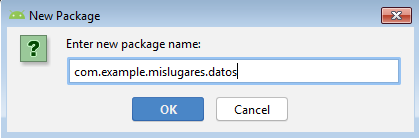 New Package
Enter new package name:
com.example.mislugares.datos
OK
Cancel